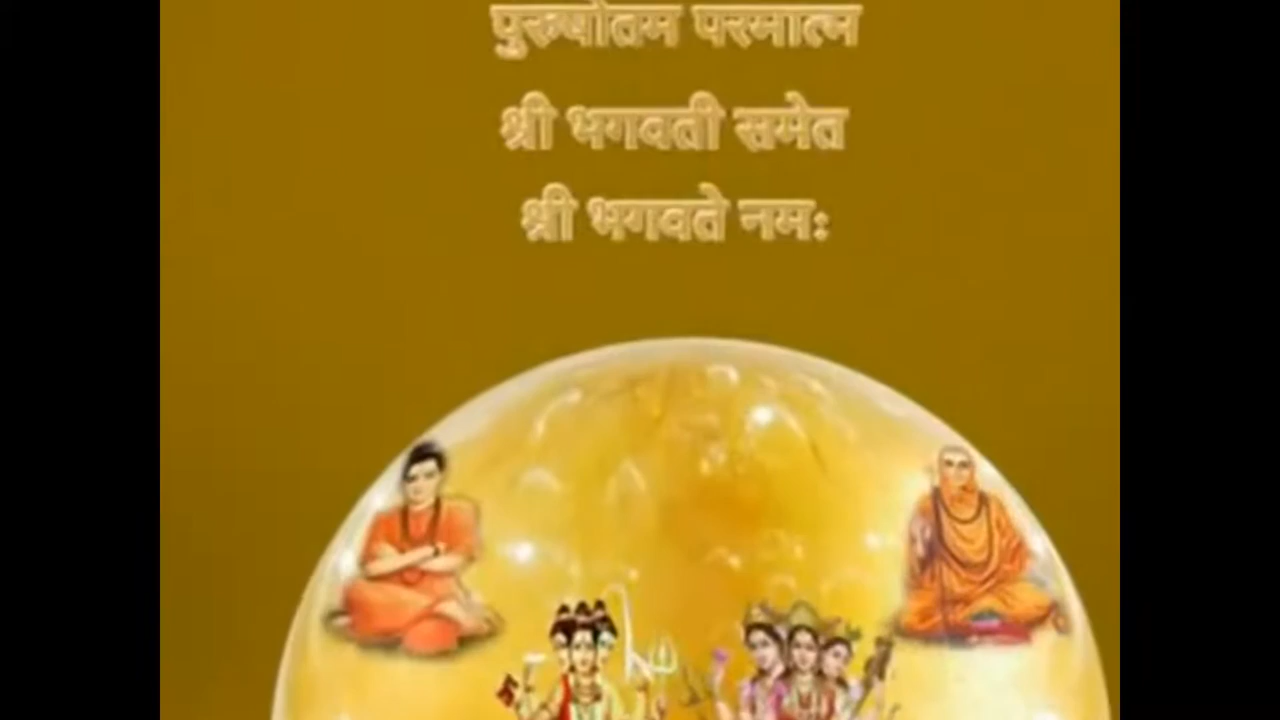 पुरुषोतम परमात्म
श्री भगवती समेत
श्री भगवते नमः